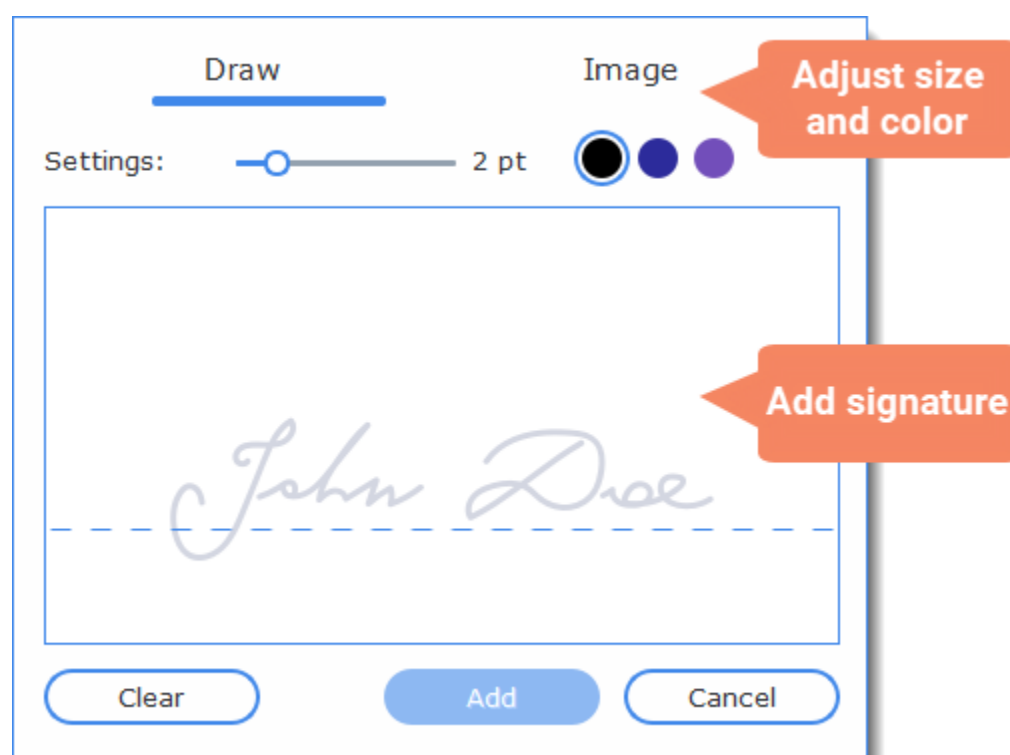 Draw Image
Adjust size
and color
Settings: 2 pt
Add signature
John Doe
Clear Add Cancel